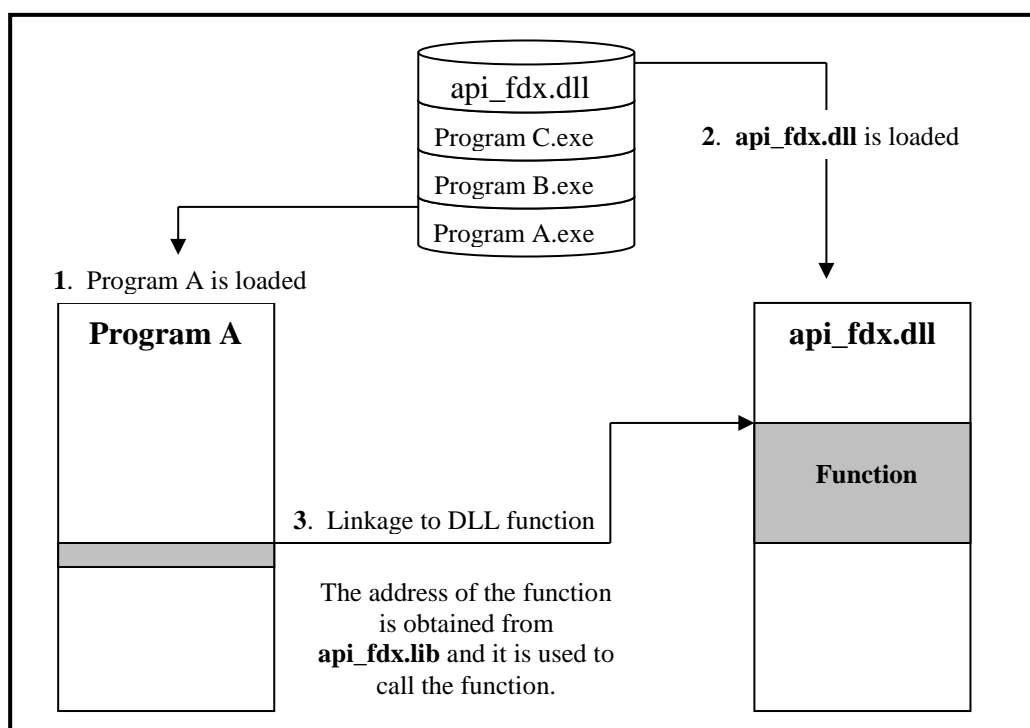 api_fdx.dll
Program C.exe
Program B.exe
Program A.exe
2. api_fdx.dll is loaded
1. Program A is loaded
Program A
api_fdx.dll
Function
3. Linkage to DLL function
The address of the function
is obtained from
api_fdx.lib and it is used to
call the function.